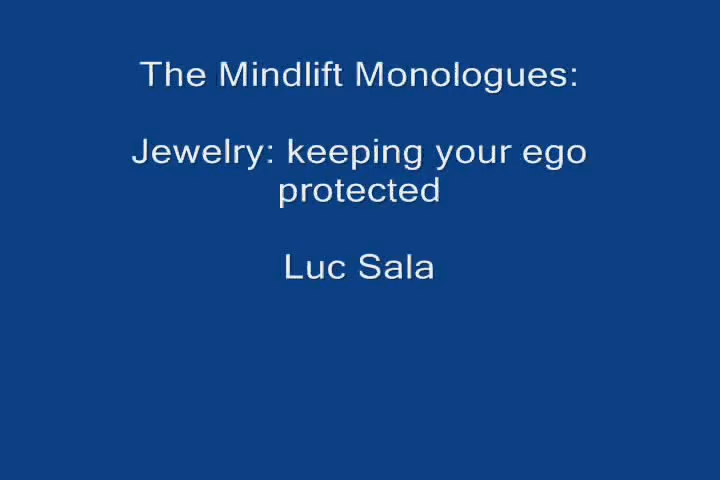 The Mindlift Monologues:
Jewelry: keeping your ego
protected
Luc Sala